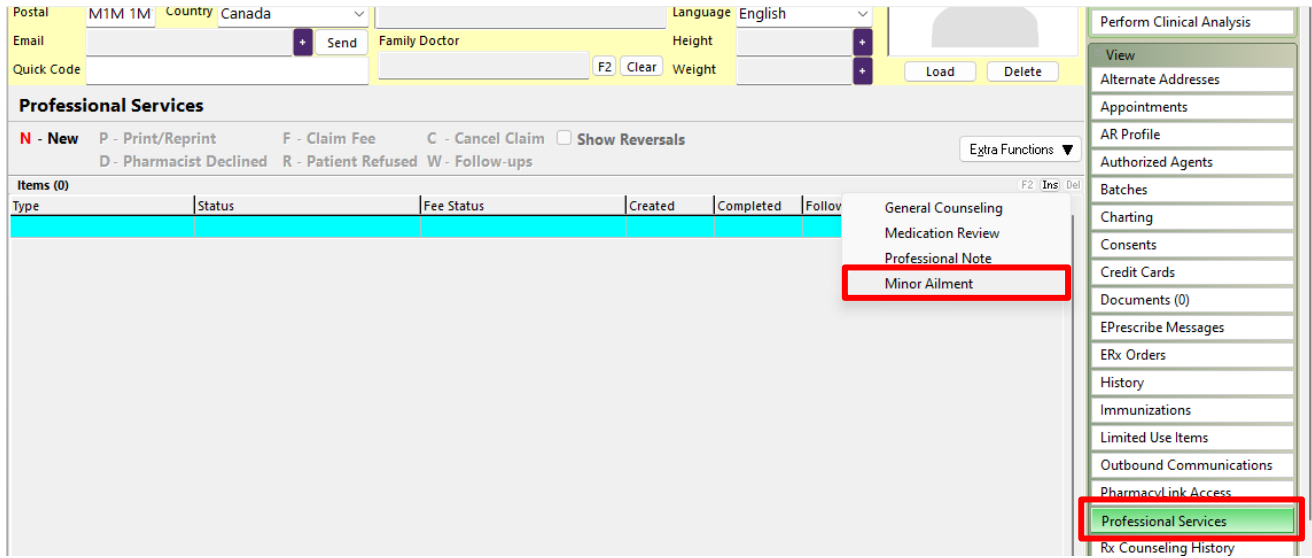 Postal M1M 1M Country Canada Language English
Email + Send Family Doctor Height +
Quick Code F2 Clear Weight + Load Delete
Professional Services
N - New P - Print/Reprint F - Claim Fee C - Cancel Claim Show Reversals
D - Pharmacist Declined R - Patient Refused W - Follow-ups
Extra Functions ▼
Items (0) F2 Ins Del
Type Status Fee Status Created Completed Follow
General Counseling
Medication Review
Professional Note
Minor Ailment
Perform Clinical Analysis
View
Alternate Addresses
Appointments
AR Profile
Authorized Agents
Batches
Charting
Consents
Credit Cards
Documents (0)
EPrescribe Messages
ERx Orders
History
Immunizations
Limited Use Items
Outbound Communications
PharmacyLink Access
Professional Services
Rx Counseling History